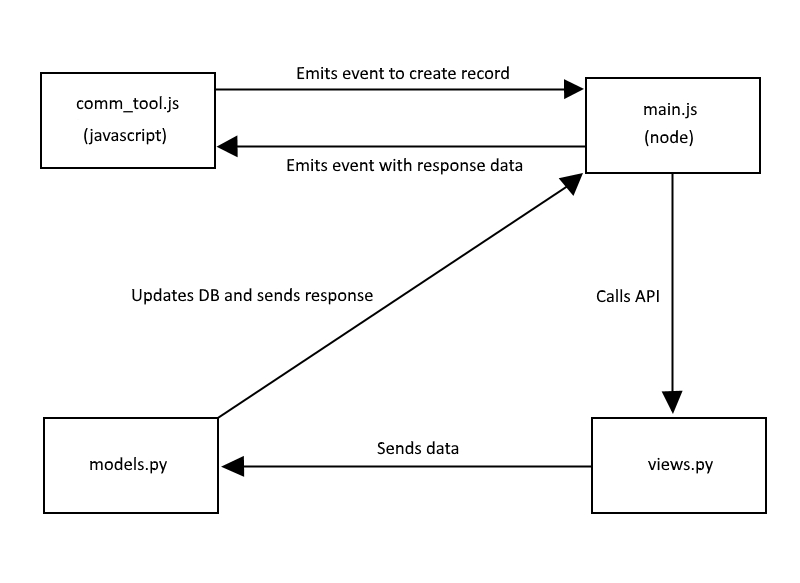 Emits event to create record
comm_tool.js
(javascript)
main.js
(node)
Emits event with response data
Updates DB and sends response
Calls API
Sends data
models.py
views.py